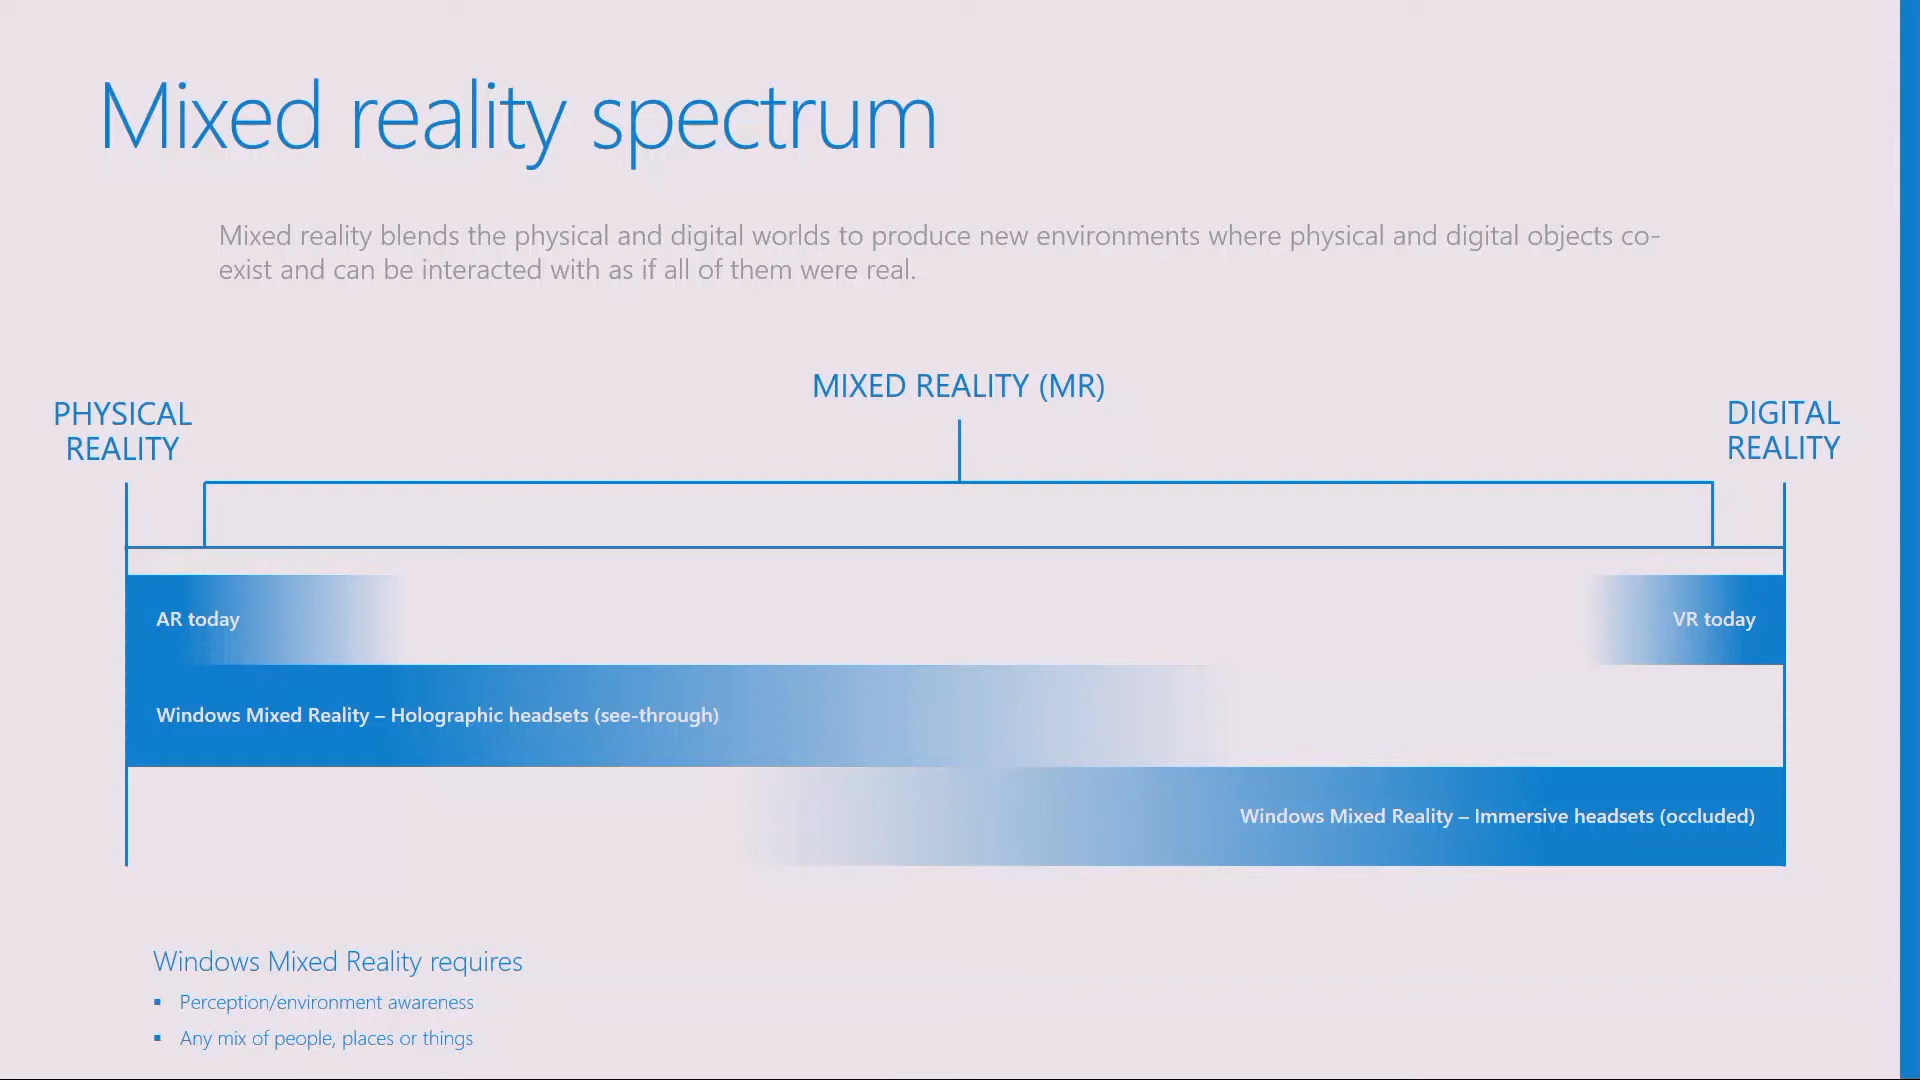 Mixed reality spectrum
Mixed reality blends the physical and digital worlds to produce new environments where physical and digital objects co-
exist and can be interacted with as if all of them were real.
MIXED REALITY (MR)
PHYSICAL
REALITY
DIGITAL
REALITY
AR today
VR today
Windows Mixed Reality – Holographic headsets (see-through)
Windows Mixed Reality – Immersive headsets (occluded)
Windows Mixed Reality requires
▪ Perception/environment awareness
▪ Any mix of people, places or things